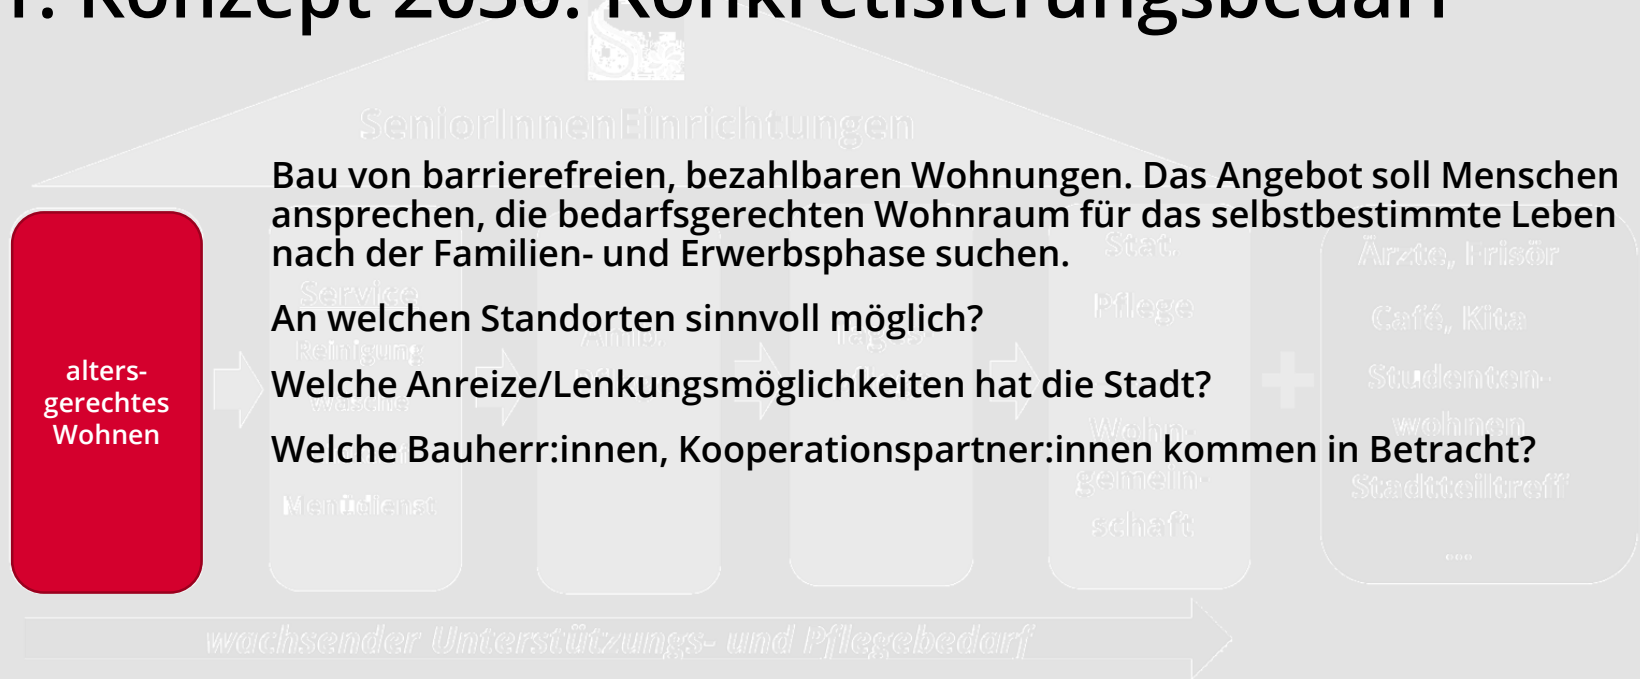 1. Konzept 2030: Konkretisierungsbedarf
SeniorInnenEinrichtungen
Bau von barrierefreien, bezahlbaren Wohnungen. Das Angebot soll Menschen
ansprechen, die bedarfsgerechten Wohnraum für das selbstbestimmte Leben
nach der Familien- und Erwerbsphase suchen.
An welchen Standorten sinnvoll möglich?
Welche Anreize/Lenkungsmöglichkeiten hat die Stadt?
Welche Bauherr:innen, Kooperationspartner:innen kommen in Betracht?
alters-
gerechtes
Wohnen
Service
Reinigung
Wäsche
Menüdienst
Amb.
Stat.
Pflege
Wohn-
gemein-
schaft
+
Ärzte, Frisör
Café, Kita
Studenten-
wohnen
Stadtteiltreff
...
wachsender Unterstützungs- und Pflegebedarf